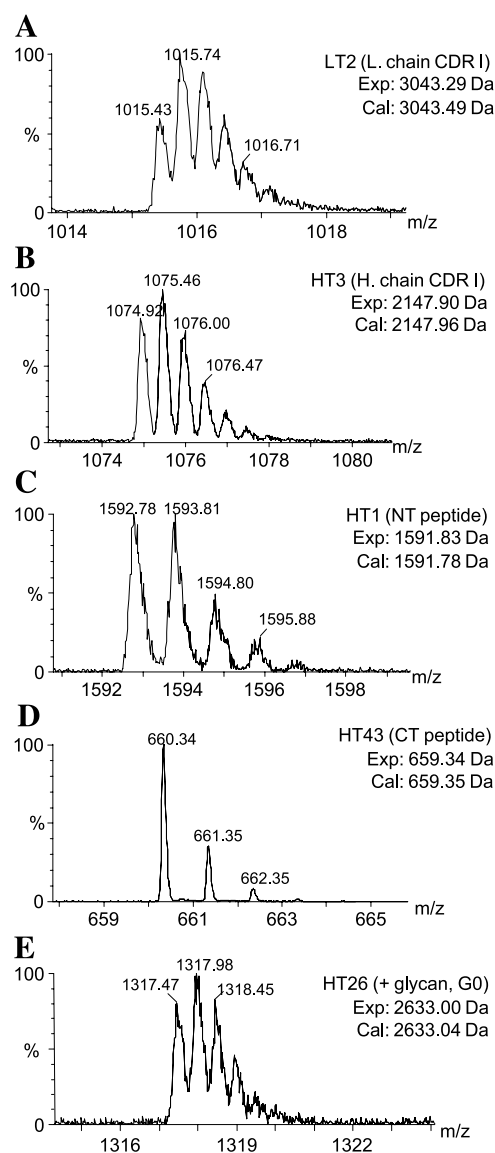 A
100
%
0
1015.43
1015.74
1016.71
LT2 (L. chain CDR I)
Exp: 3043.29 Da
Cal: 3043.49 Da
1014 1016 1018 m/z
B
100
%
0
1074.92
1075.46
1076.00
1076.47
HT3 (H. chain CDR I)
Exp: 2147.90 Da
Cal: 2147.96 Da
1074 1076 1078 1080 m/z
C
100
%
0
1592.78 1593.81
1594.80
1595.88
HT1 (NT peptide)
Exp: 1591.83 Da
Cal: 1591.78 Da
1592 1594 1596 1598 m/z
D
100
%
0
660.34
661.35
662.35
HT43 (CT peptide)
Exp: 659.34 Da
Cal: 659.35 Da
659 661 663 665 m/z
E
100
%
0
1317.47
1317.98
1318.45
HT26 (+ glycan, G0)
Exp: 2633.00 Da
Cal: 2633.04 Da
1316 1319 1322 m/z